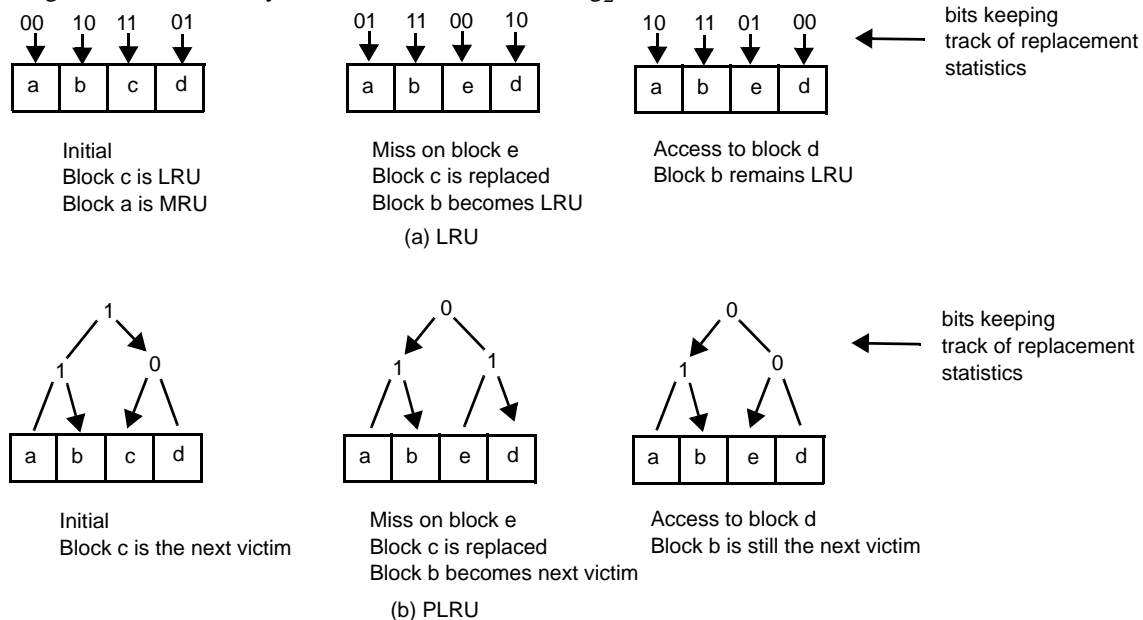 00 10 11 01
a b c d
Initial
Block c is LRU
Block a is MRU
01 11 00 10
a b e d
Miss on block e
Block c is replaced
Block b becomes LRU
10 11 01 00
a b e d
Access to block d
Block b remains LRU
bits keeping
track of replacement
statistics
(a) LRU
1
1 0
a b c d
Initial
Block c is the next victim
0
1 1
a b e d
Miss on block e
Block c is replaced
Block b becomes next victim
0
1 0
a b e d
Access to block d
Block b is still the next victim
bits keeping
track of replacement
statistics
(b) PLRU